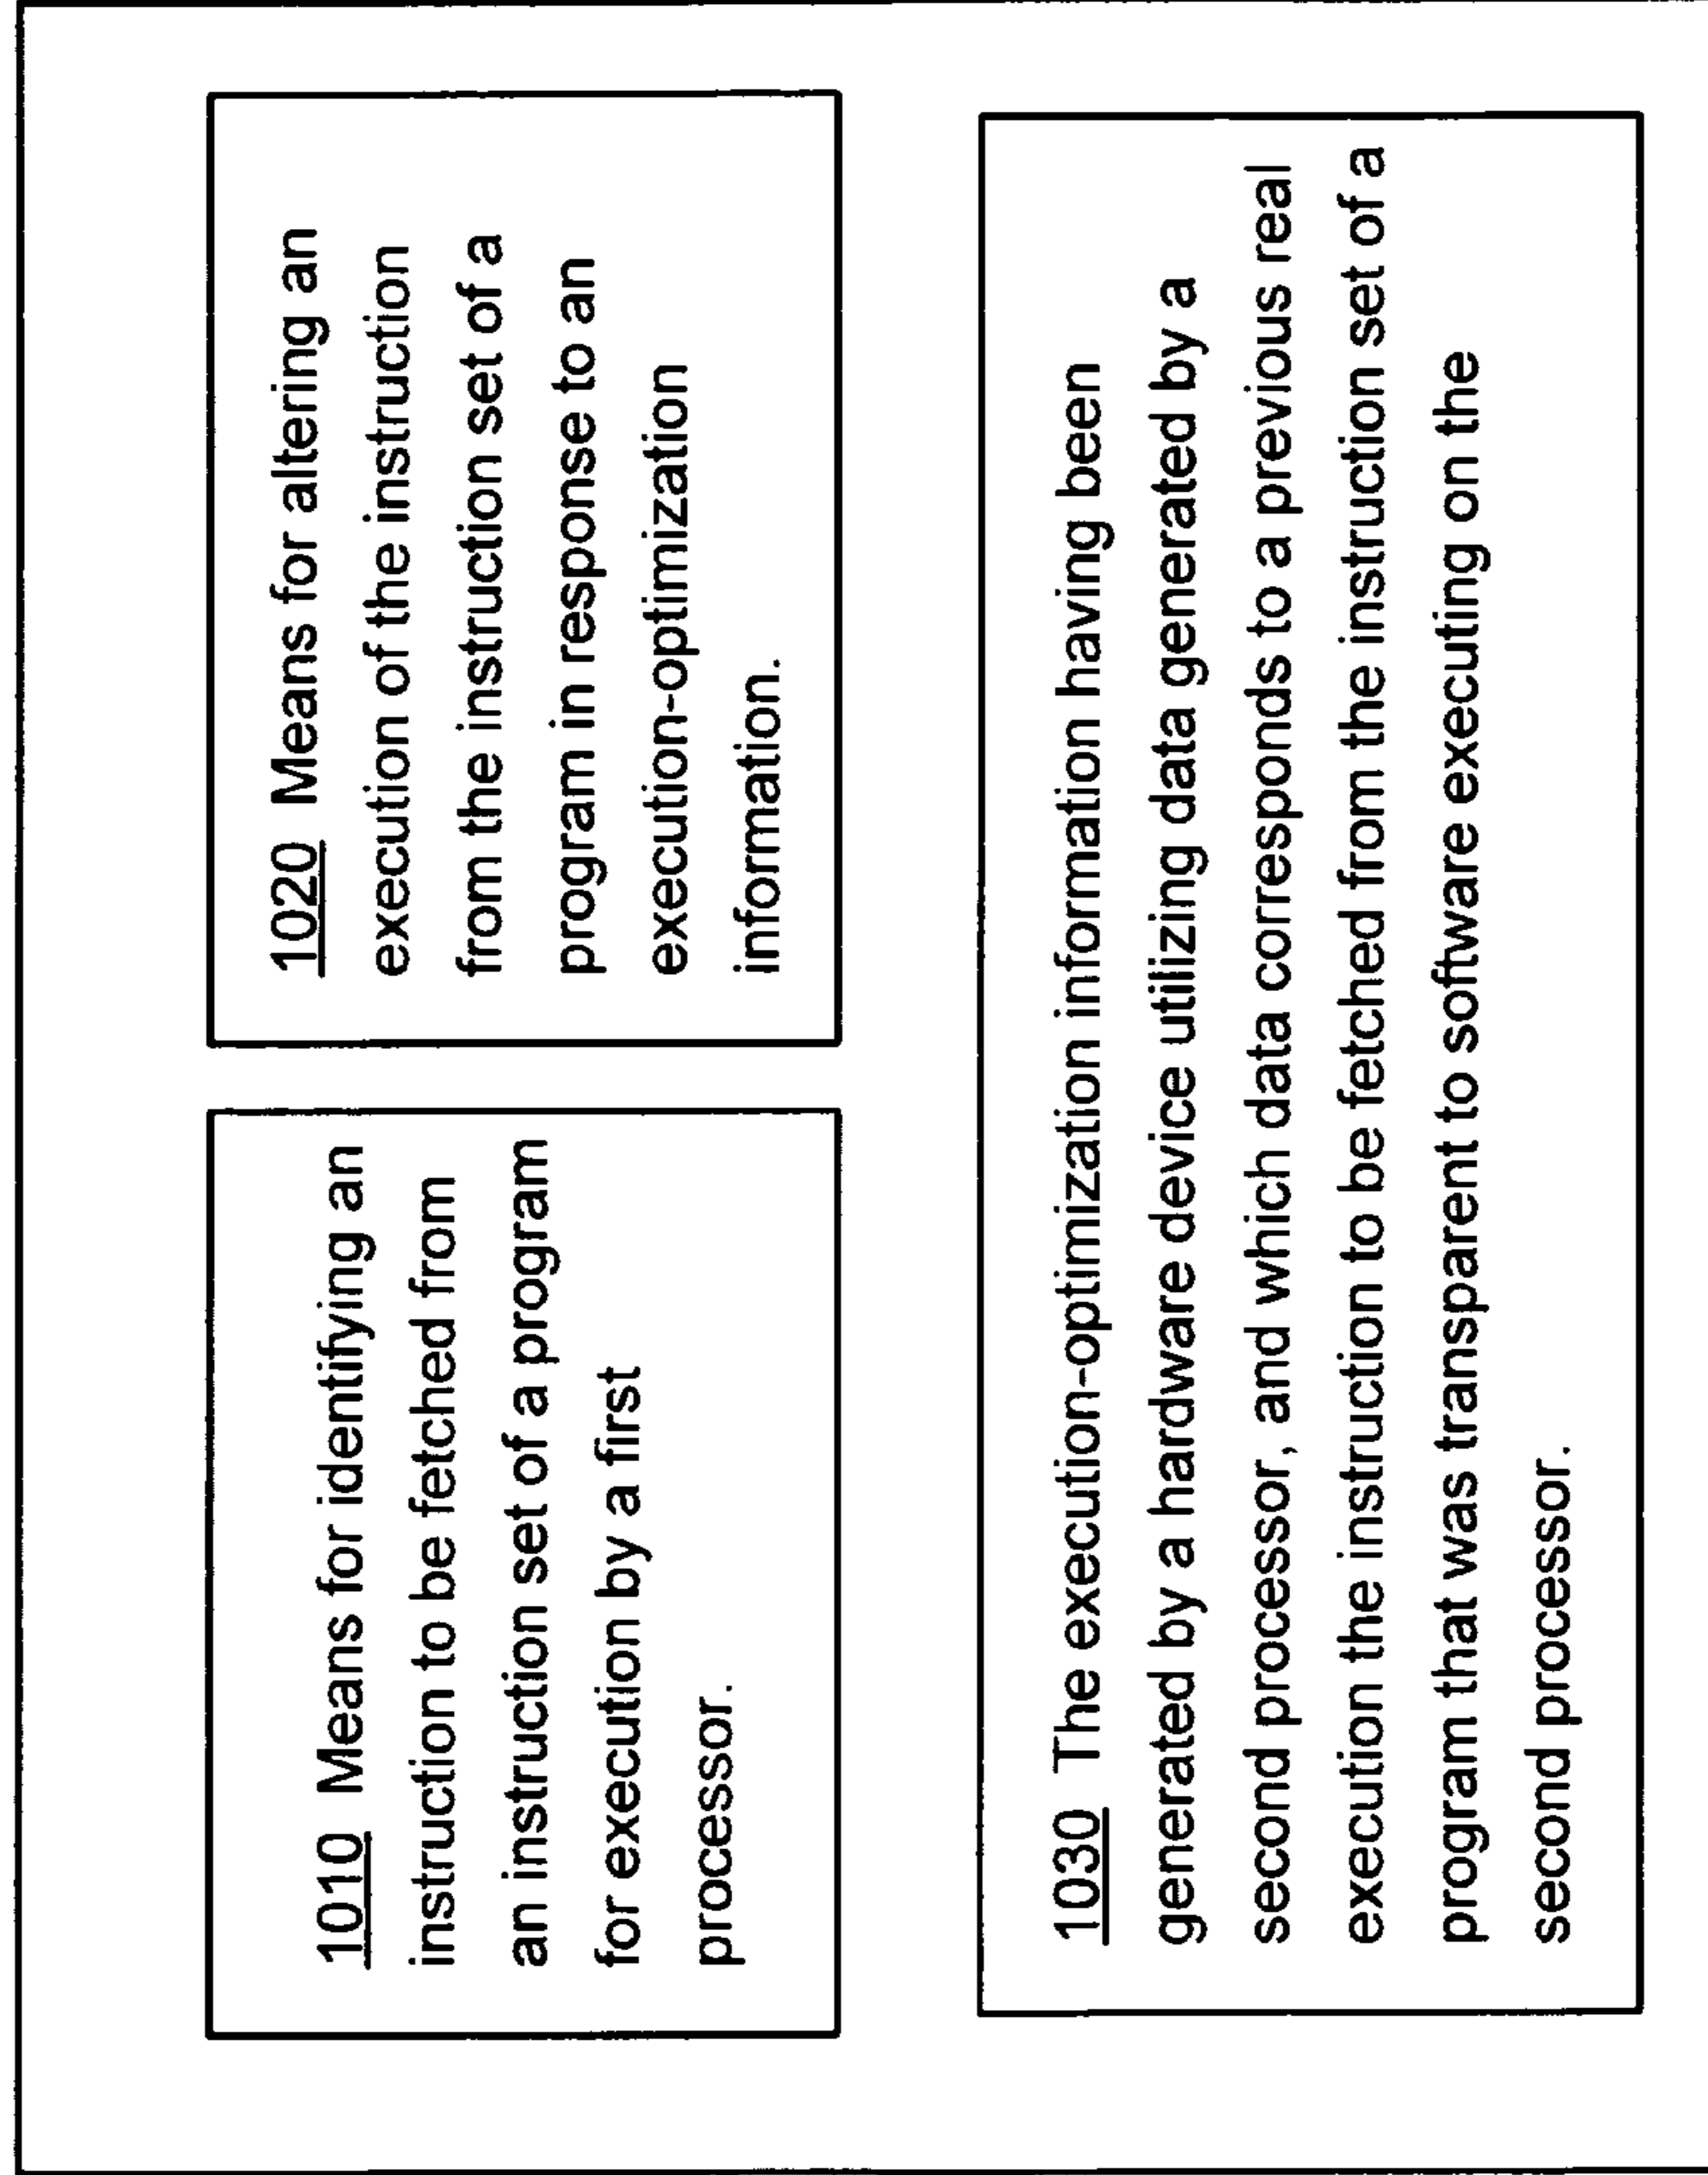 1010 Means for identifying an
instruction to be fetched from
an instruction set of a program
for execution by a first
processor.
1020 Means for altering an
execution of the instruction
from the instruction set of a
program in response to an
execution-optimization
information.
1030 The execution-optimization information having been
generated by a hardware device utilizing data generated by a
second processor, and which data corresponds to a previous real
execution the instruction to be fetched from the instruction set of a
program that was transparent to software executing on the
second processor.